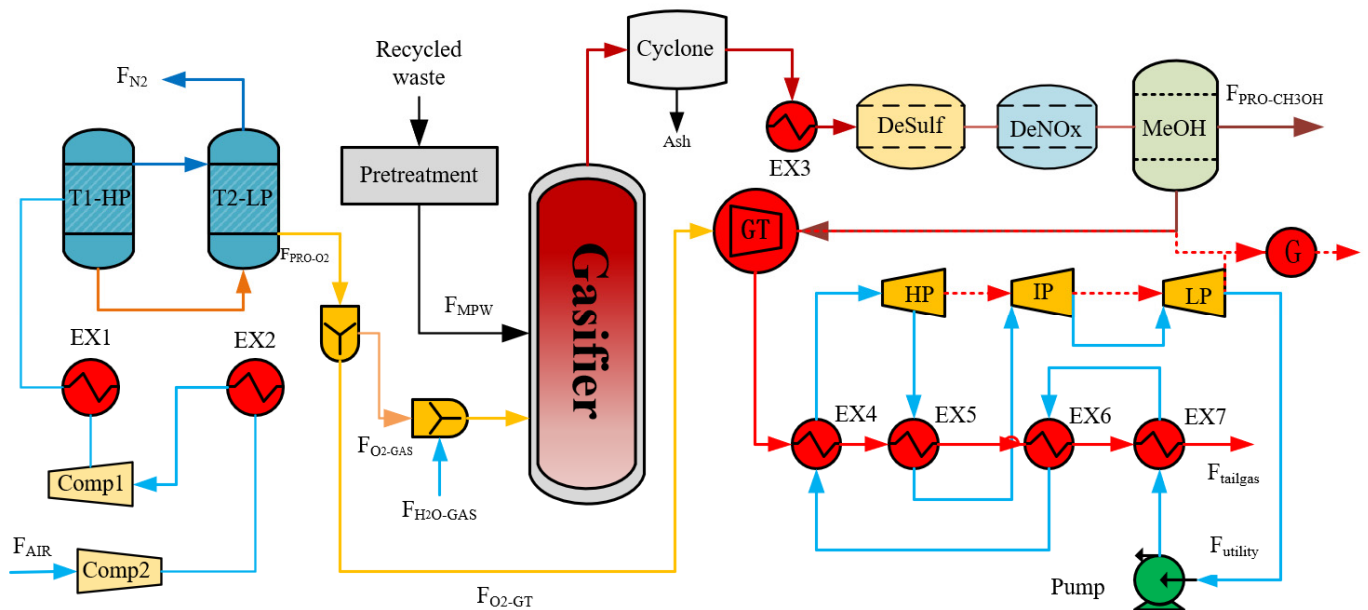 Recycled
waste
Cyclone
F_N2
F_PRO-CH3OH
DeSulf
DeNOx
MeOH
Ash
EX3
Pretreatment
T1-HP
T2-LP
GT
F_PRO-O2
G
Gasifier
HP
IP
LP
F_MPW
EX1
EX2
EX4
EX5
EX6
EX7
F_O2-GAS
F_tailgas
Comp1
F_H2O-GAS
F_AIR
Comp2
F_utility
Pump
F_O2-GT